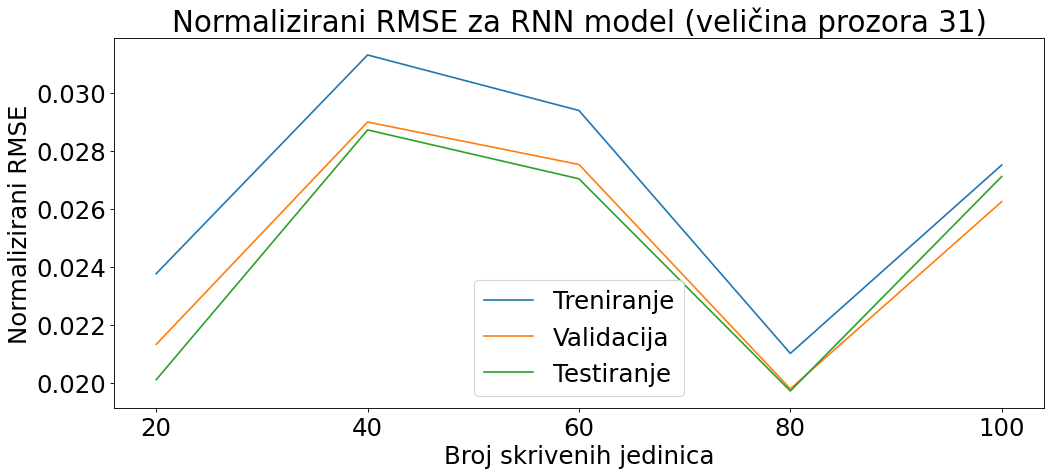 Normalizirani RMSE za RNN model (veličina prozora 31)
Normalizirani RMSE
0.030
0.028
0.026
0.024
0.022
0.020
Treniranje
Validacija
Testiranje
20 40 60 80 100
Broj skrivenih jedinica